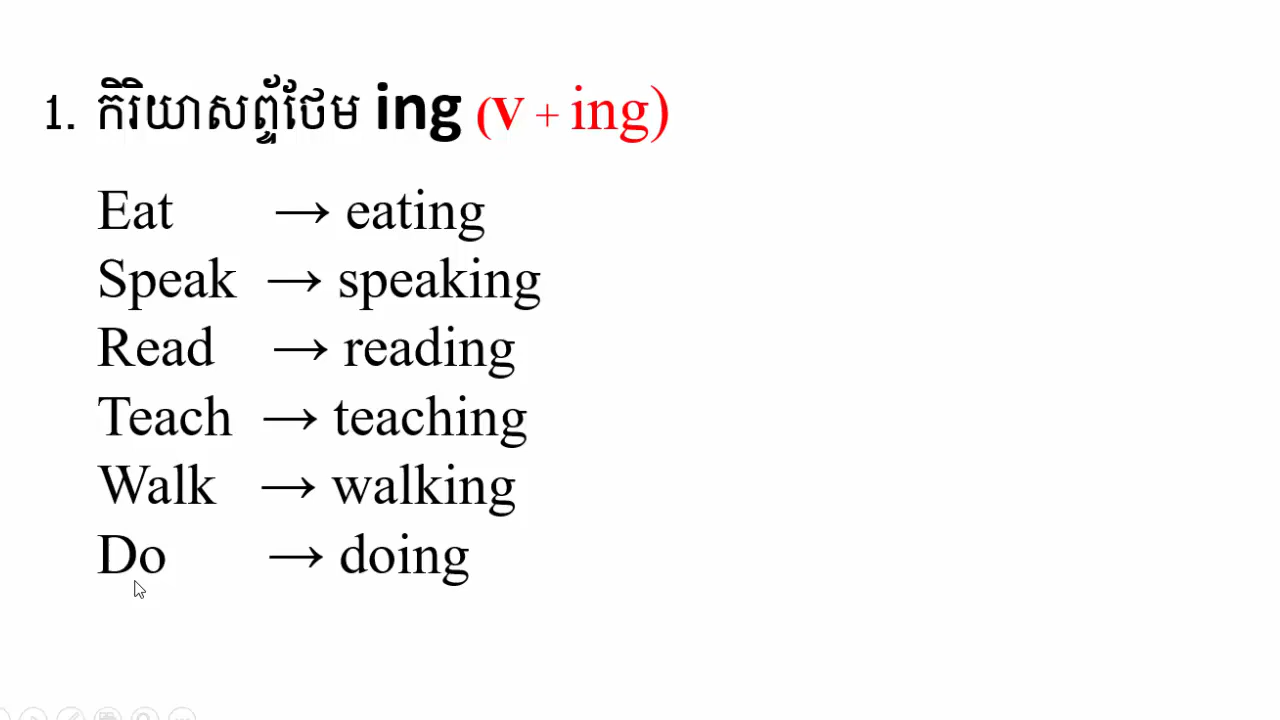 1. កិរិយាសព្ទ័ថែម ing (V + ing)
Eat → eating
Speak → speaking
Read → reading
Teach → teaching
Walk → walking
Do → doing